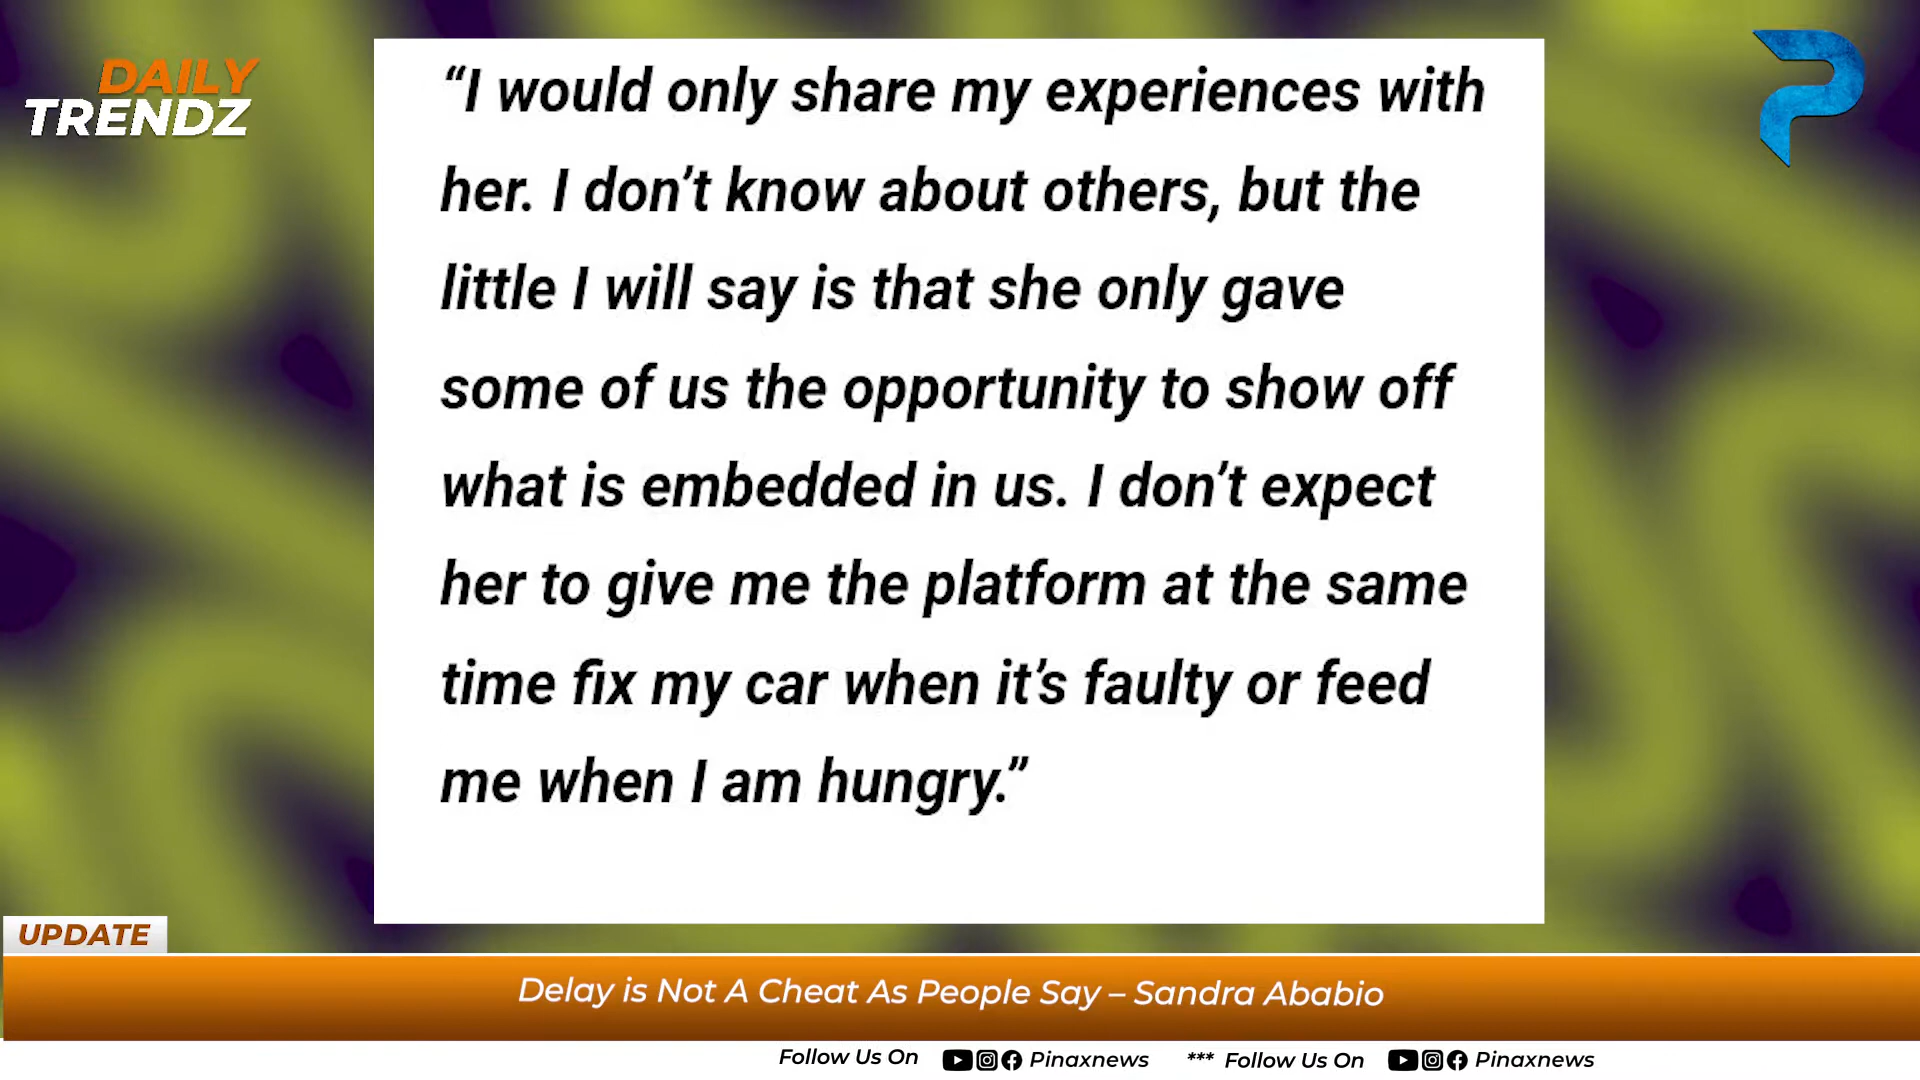 DAILY
TRENDZ
“I would only share my experiences with
her. I don’t know about others, but the
little I will say is that she only gave
some of us the opportunity to show off
what is embedded in us. I don’t expect
her to give me the platform at the same
time fix my car when it’s faulty or feed
me when I am hungry.”
UPDATE
Delay is Not A Cheat As People Say – Sandra Ababio
Follow Us On Pinaxnews *** Follow Us On Pinaxnews